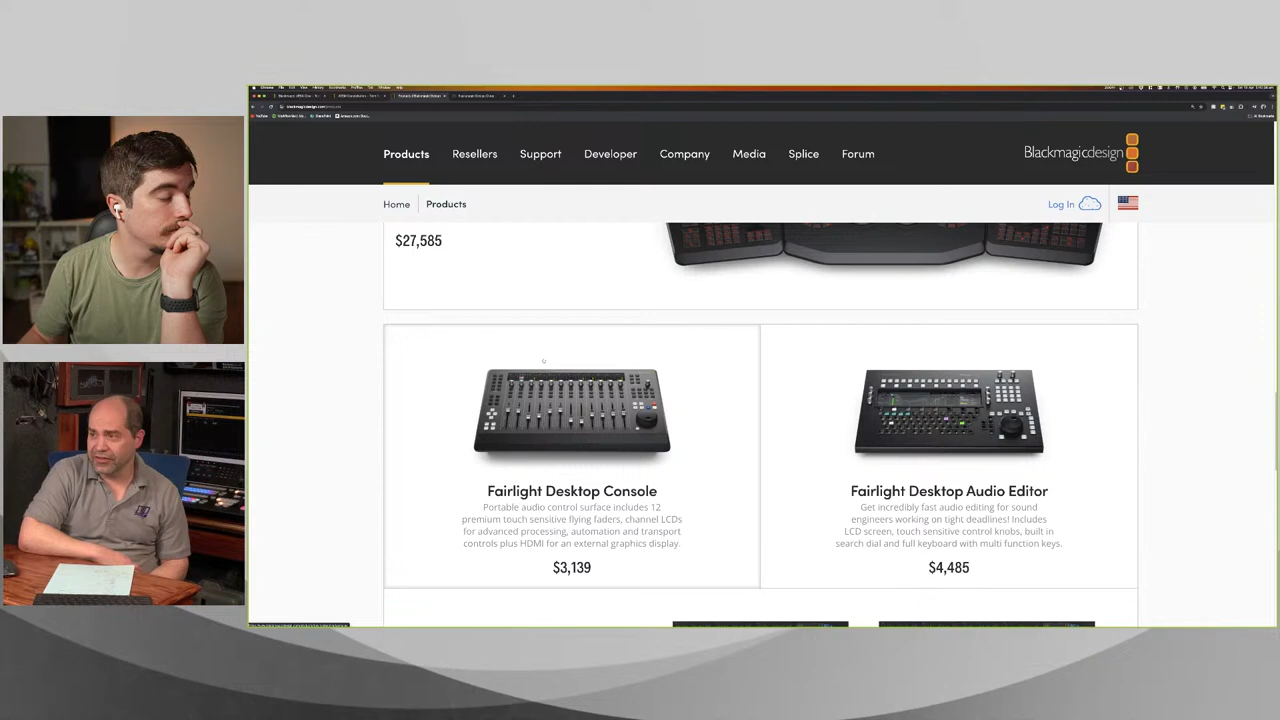 Products
Resellers
Support
Developer
Company
Media
Splice
Forum
Blackmagicdesign
Home
Products
Log In
$27,585
Fairlight Desktop Console
Portable audio control surface includes 12
premium touch sensitive flying faders, channel LCDs
for advanced processing, automation and transport
controls plus HDMI for an external graphics display.
$3,139
Fairlight Desktop Audio Editor
Get incredibly fast audio editing for sound
engineers working on tight deadlines! Includes
LCD screen, touch sensitive control knobs, built in
search dial and full keyboard with multi function keys.
$4,485